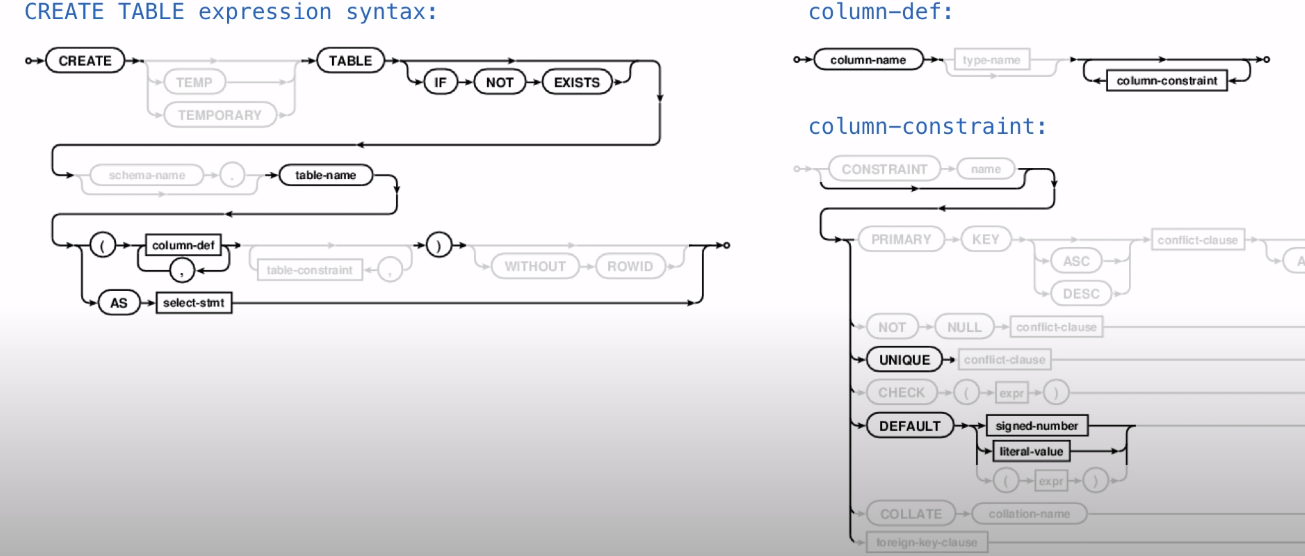 CREATE TABLE expression syntax:
CREATE TEMP TEMPORARY TABLE IF NOT EXISTS
schema-name . table-name
( column-def , table-constraint , ) WITHOUT ROWID
AS select-stmt
column-def:
column-name type-name column-constraint
column-constraint:
CONSTRAINT name
PRIMARY KEY ASC DESC conflict-clause A
NOT NULL conflict-clause
UNIQUE conflict-clause
CHECK ( expr )
DEFAULT signed-number
literal-value
( expr )
COLLATE collation-name
foreign-key-clause